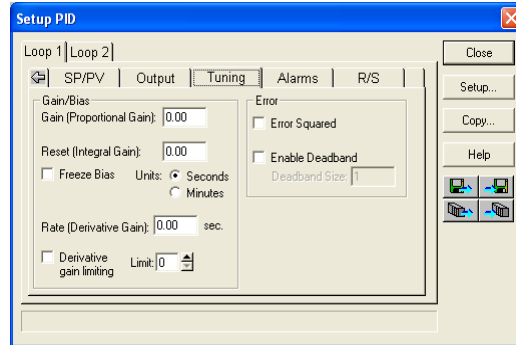 Setup PID
Loop 1 Loop 2
SP/PV Output Tuning Alarms R/S
Gain/Bias
Gain (Proportional Gain): 0.00
Reset (Integral Gain): 0.00
Freeze Bias Units: Seconds
Minutes
Rate (Derivative Gain): 0.00 sec.
Derivative
gain limiting Limit: 0
Error
Error Squared
Enable Deadband
Deadband Size: 1
Close
Setup...
Copy...
Help